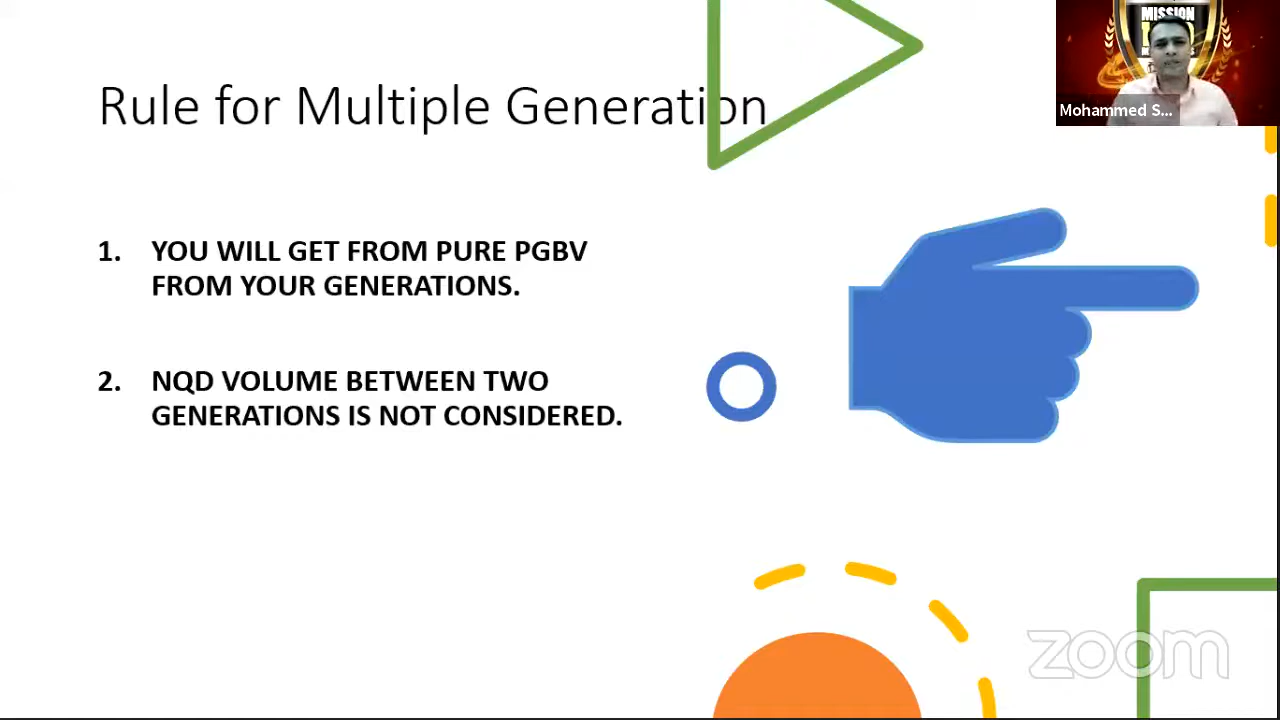 Rule for Multiple Generation
MISSION
Mohammed S...
1. YOU WILL GET FROM PURE PGBV
FROM YOUR GENERATIONS.
2. NQD VOLUME BETWEEN TWO
GENERATIONS IS NOT CONSIDERED.
zoom